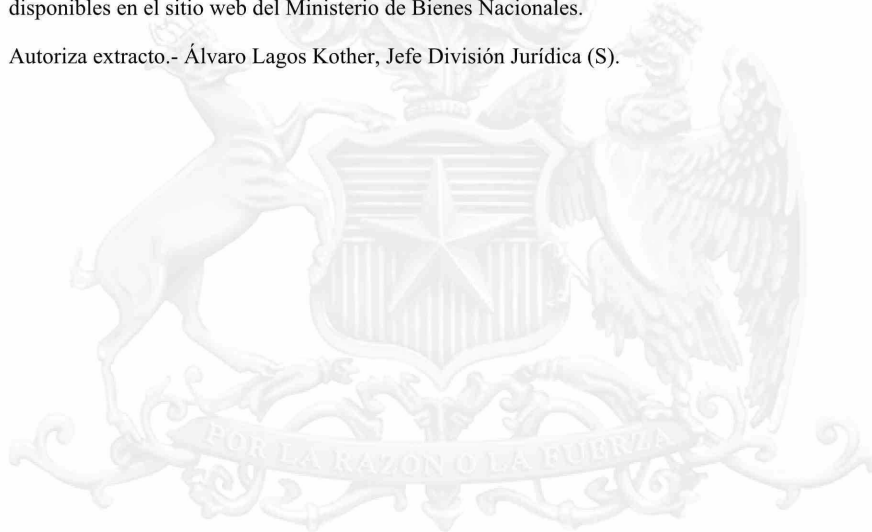 disponibles en el sitio web del Ministerio de Bienes Nacionales.
Autoriza extracto.- Álvaro Lagos Kother, Jefe División Jurídica (S).
POR LA RAZÓN O LA FUERZA